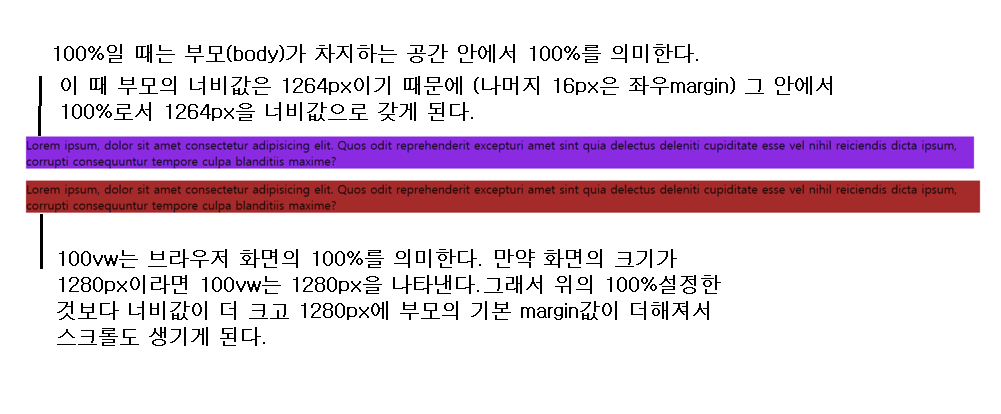 100%일 때는 부모(body)가 차지하는 공간 안에서 100%를 의미한다.
이 때 부모의 너비값은 1264px이기 때문에 (나머지 16px은 좌우margin) 그 안에서
100%로서 1264px을 너비값으로 갖게 된다.
Lorem ipsum, dolor sit amet consectetur adipisicing elit. Quos odit reprehenderit excepturi amet sint quia delectus deleniti cupiditate esse vel nihil reiciendis dicta ipsum,
corrupti consequuntur tempore culpa blanditiis maxime?
Lorem ipsum, dolor sit amet consectetur adipisicing elit. Quos odit reprehenderit excepturi amet sint quia delectus deleniti cupiditate esse vel nihil reiciendis dicta ipsum,
corrupti consequuntur tempore culpa blanditiis maxime?
100vw는 브라우저 화면의 100%를 의미한다. 만약 화면의 크기가
1280px이라면 100vw는 1280px을 나타낸다.그래서 위의 100%설정한
것보다 너비값이 더 크고 1280px에 부모의 기본 margin값이 더해져서
스크롤도 생기게 된다.